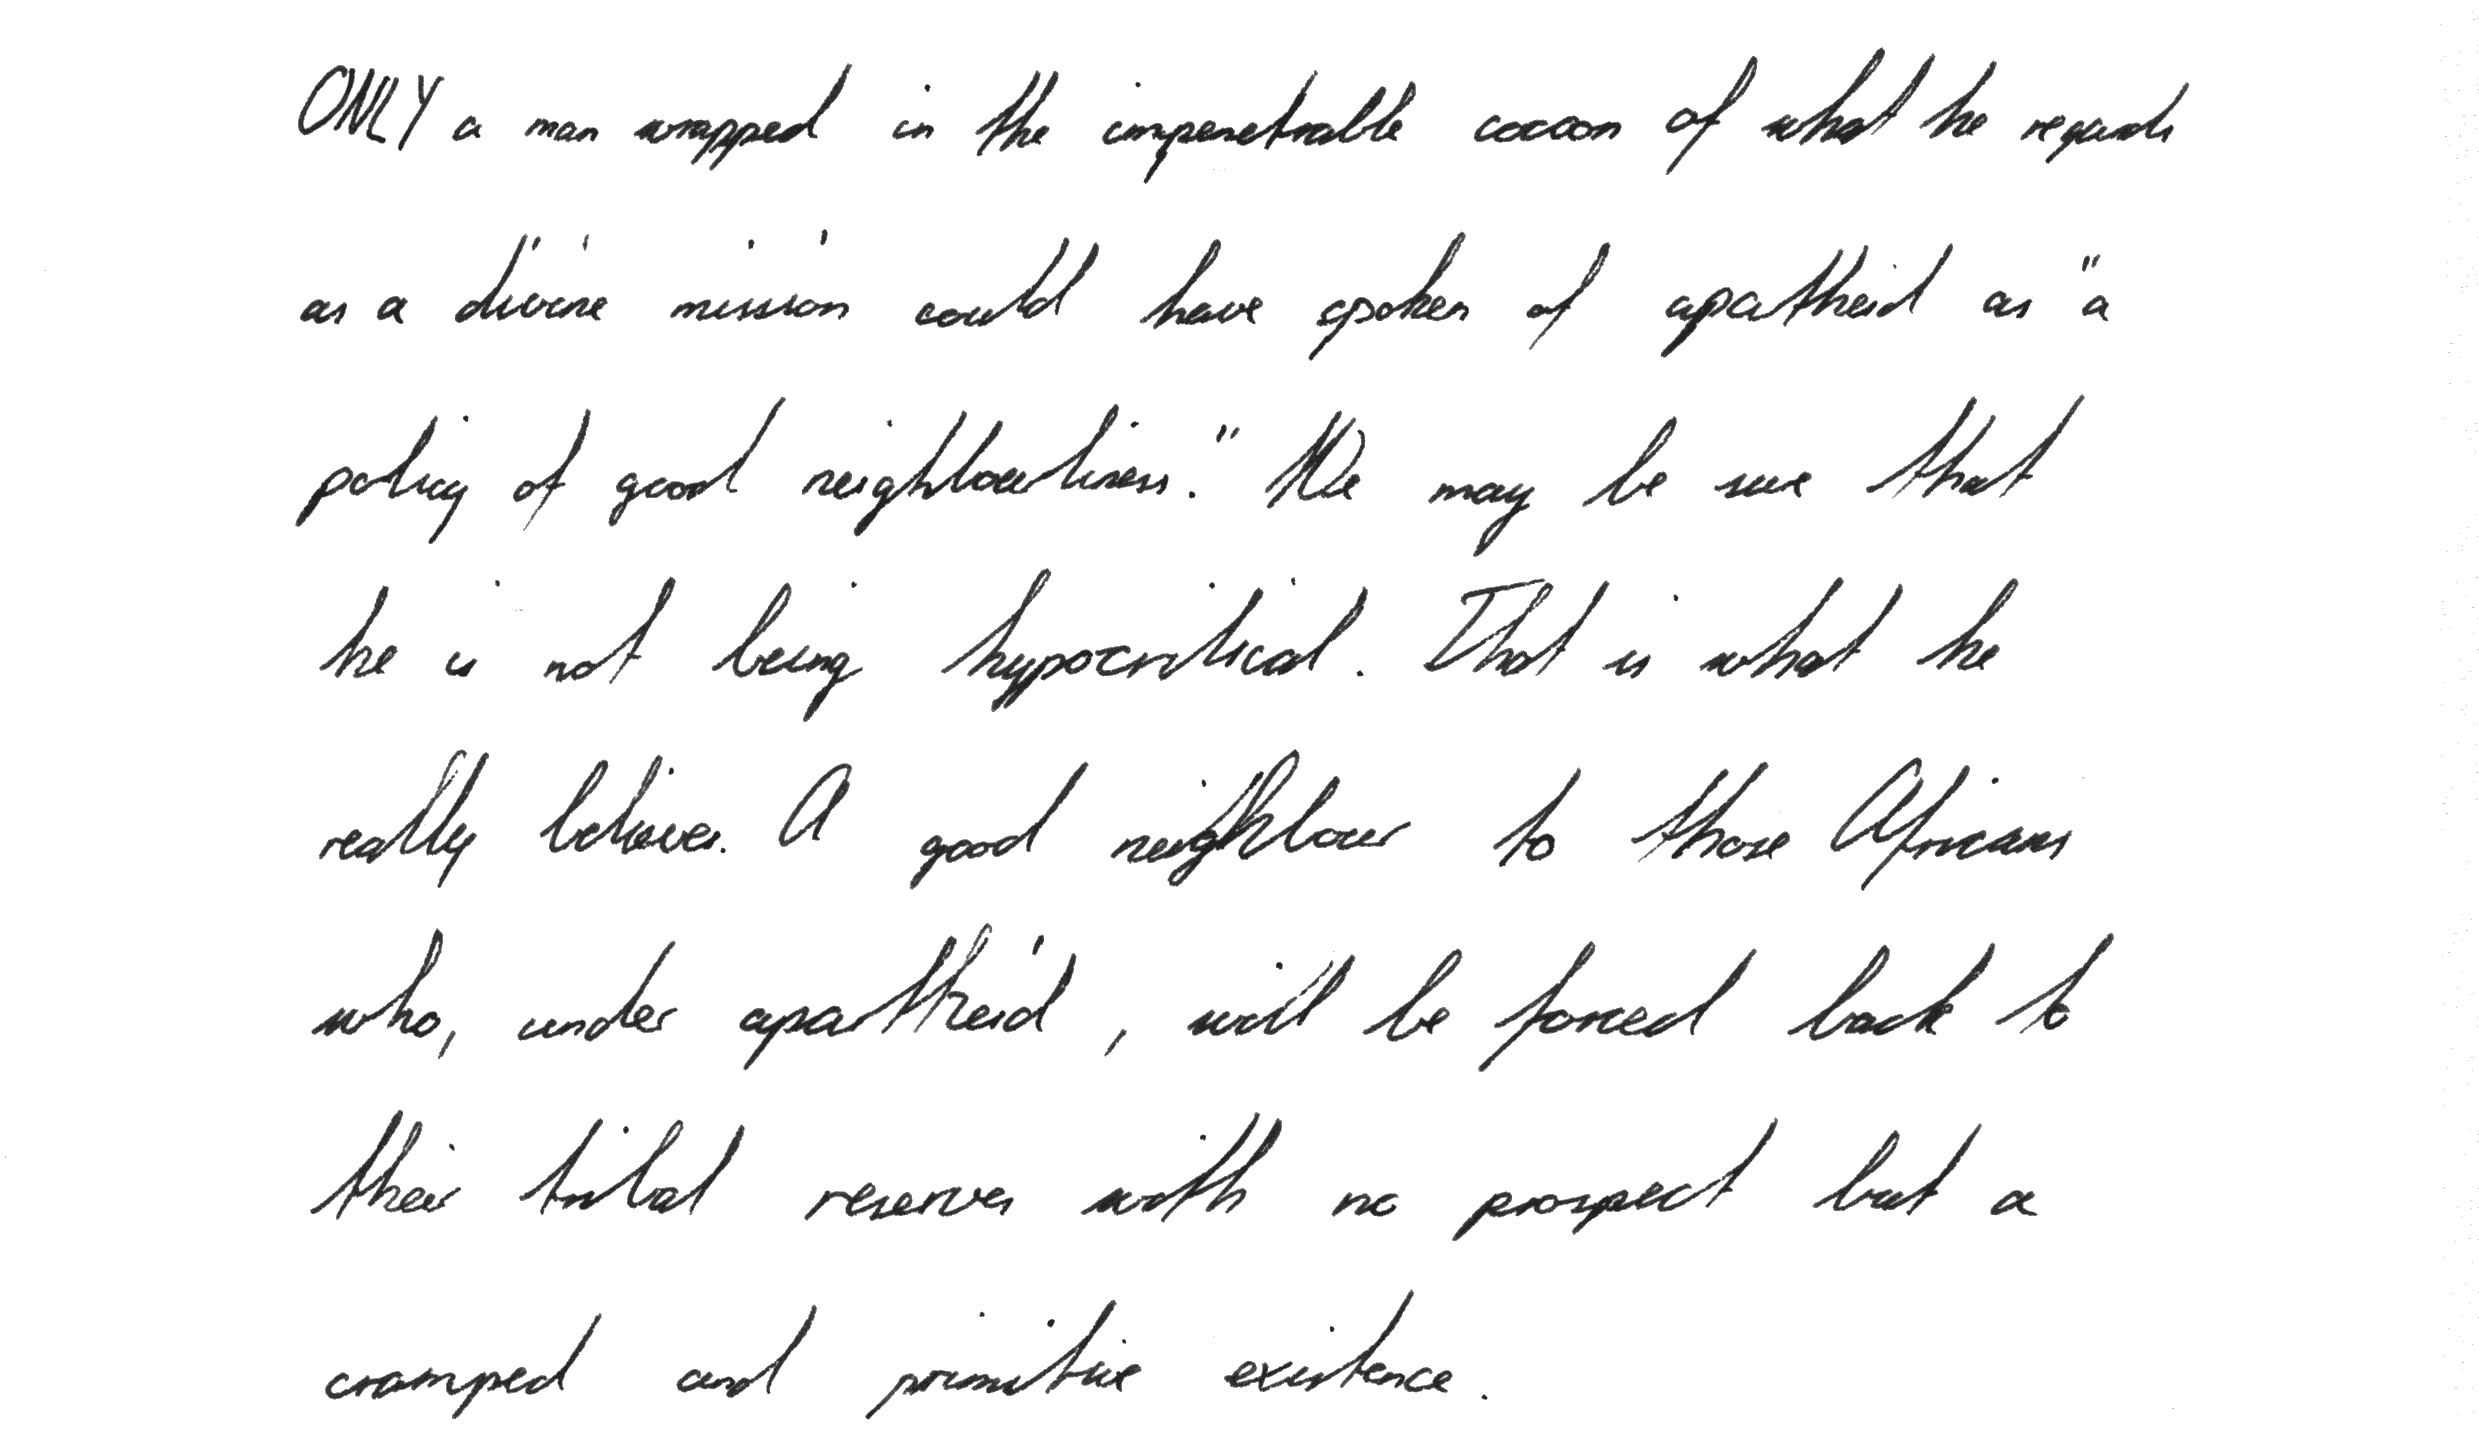 ONLY a man wrapped in the impenetrable cocoon of what he regards
as a divine mission could have spoken of apartheid as "a
policy of good neighbourliness." We may be sure that
he is not being hypocritical. That is what he
really believes. A good neighbour to those Africans
who, under apartheid, will be forced back to
their tribal reserves with no prospect but a
cramped and primitive existence.